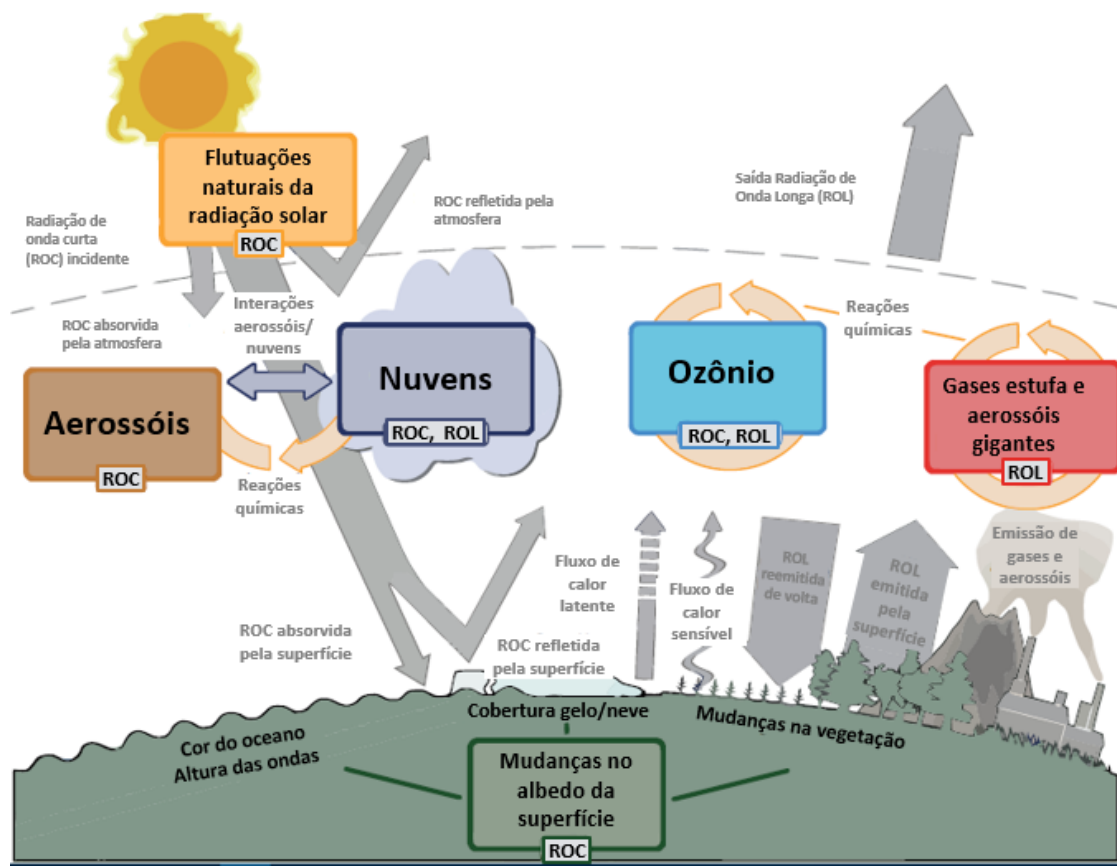 Flutuações
naturais da
radiação solar
ROC
Radiação de
onda curta
(ROC) incidente
ROC refletida pela
atmosfera
Saída Radiação de
Onda Longa (ROL)
ROC absorvida
pela atmosfera
Interações
aerossóis/
nuvens
Reações
químicas
Aerossóis
ROC
Nuvens
ROC, ROL
Ozônio
ROC, ROL
Gases estufa e
aerossóis
gigantes
ROL
Reações
químicas
ROC absorvida
pela superfície
ROC refletida
pela superfície
Fluxo de
calor
latente
Fluxo de
calor
sensível
ROL
reemitida
de volta
ROL
emitida
pela
superfície
Emissão de
gases e
aerossóis
Cor do oceano
Altura das ondas
Cobertura gelo/neve
Mudanças na vegetação
Mudanças no
albedo da
superfície
ROC